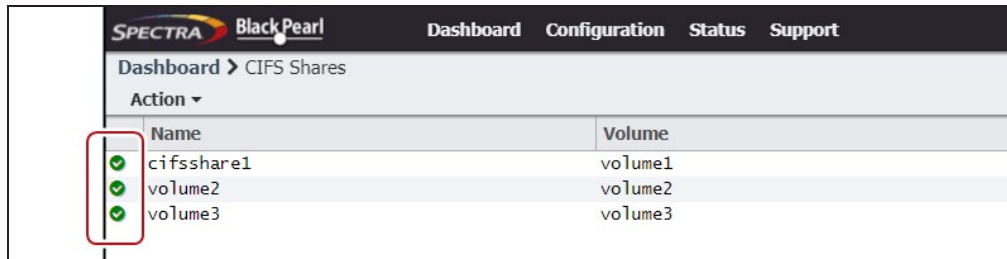 SPECTRA BlackPearl Dashboard Configuration Status Support
Dashboard > CIFS Shares
Action
Name Volume
cifsshare1 volume1
volume2 volume2
volume3 volume3